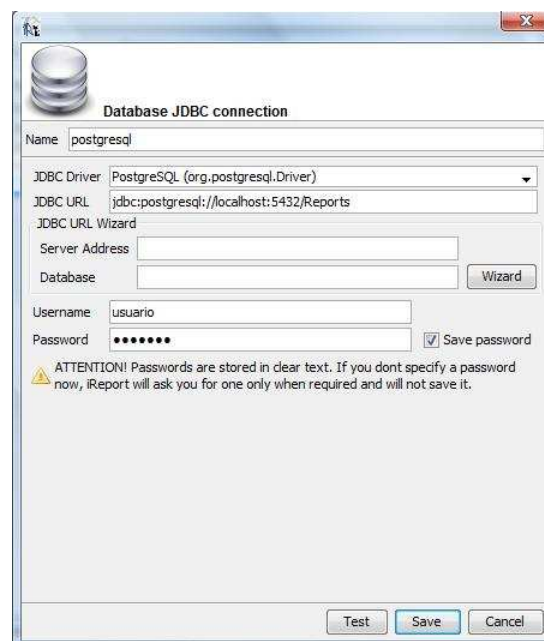 Database JDBC connection
Name postgresql
JDBC Driver PostgreSQL (org.postgresql.Driver)
JDBC URL jdbc:postgresql://localhost:5432/Reports
JDBC URL Wizard
Server Address
Database Wizard
Username usuario
Password ●●●●●●● Save password
ATTENTION! Passwords are stored in clear text. If you dont specify a password
now, iReport will ask you for one only when required and will not save it.
Test Save Cancel